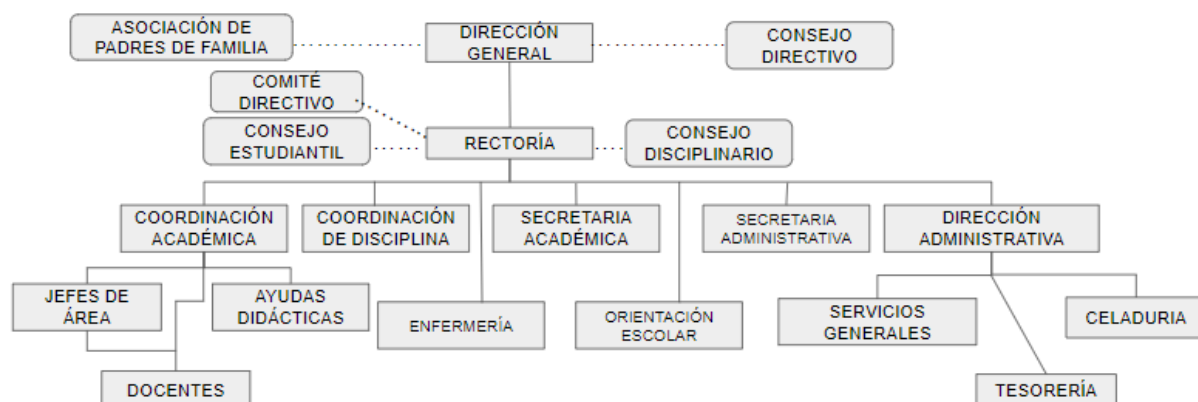 ASOCIACIÓN DE
PADRES DE FAMILIA
DIRECCIÓN
GENERAL
CONSEJO
DIRECTIVO
COMITÉ
DIRECTIVO
CONSEJO
ESTUDIANTIL
RECTORÍA
CONSEJO
DISCIPLINARIO
COORDINACIÓN
ACADÉMICA
COORDINACIÓN
DE DISCIPLINA
SECRETARIA
ACADÉMICA
SECRETARIA
ADMINISTRATIVA
DIRECCIÓN
ADMINISTRATIVA
JEFES DE
ÁREA
AYUDAS
DIDÁCTICAS
ENFERMERÍA
ORIENTACIÓN
ESCOLAR
SERVICIOS
GENERALES
CELADURIA
DOCENTES
TESORERÍA